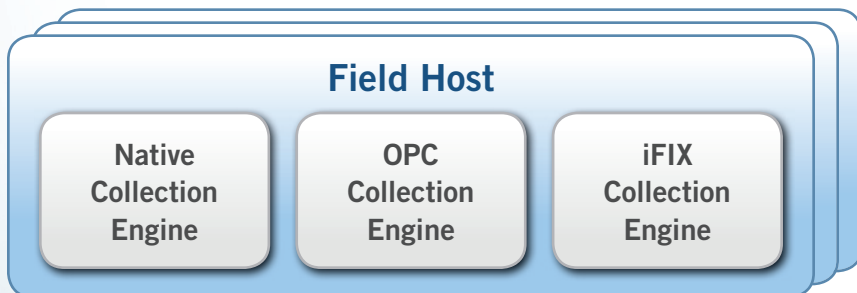 Field Host
Native
Collection
Engine
OPC
Collection
Engine
iFIX
Collection
Engine